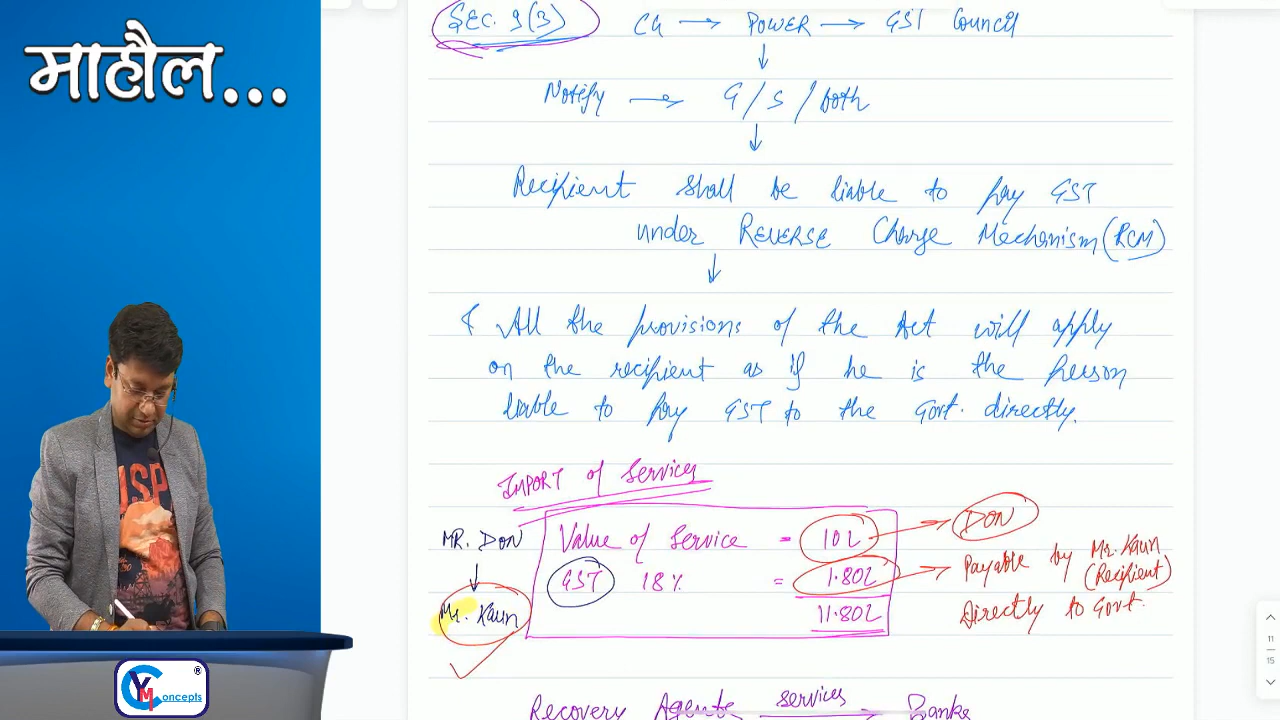 माहौल...
SEC. 9(3) CG → POWER → GST Council
↓
Notify → G/S/both
↓
Recipient shall be liable to pay GST
under REVERSE Charge Mechanism (RCM)
↓
& All the provisions of the Act will apply
on the recipient as if he is the person
liable to pay GST to the Govt. directly.
IMPORT of Services
MR. DON
↓
Mr. Kaun
Value of Service = 10L → DON
GST 18% = 1.80L → Payable by Mr. Kaun
(Recipient)
11.80L
Directly to Govt.
Recovery Agents services → Banks
YM Concepts ®
11
15